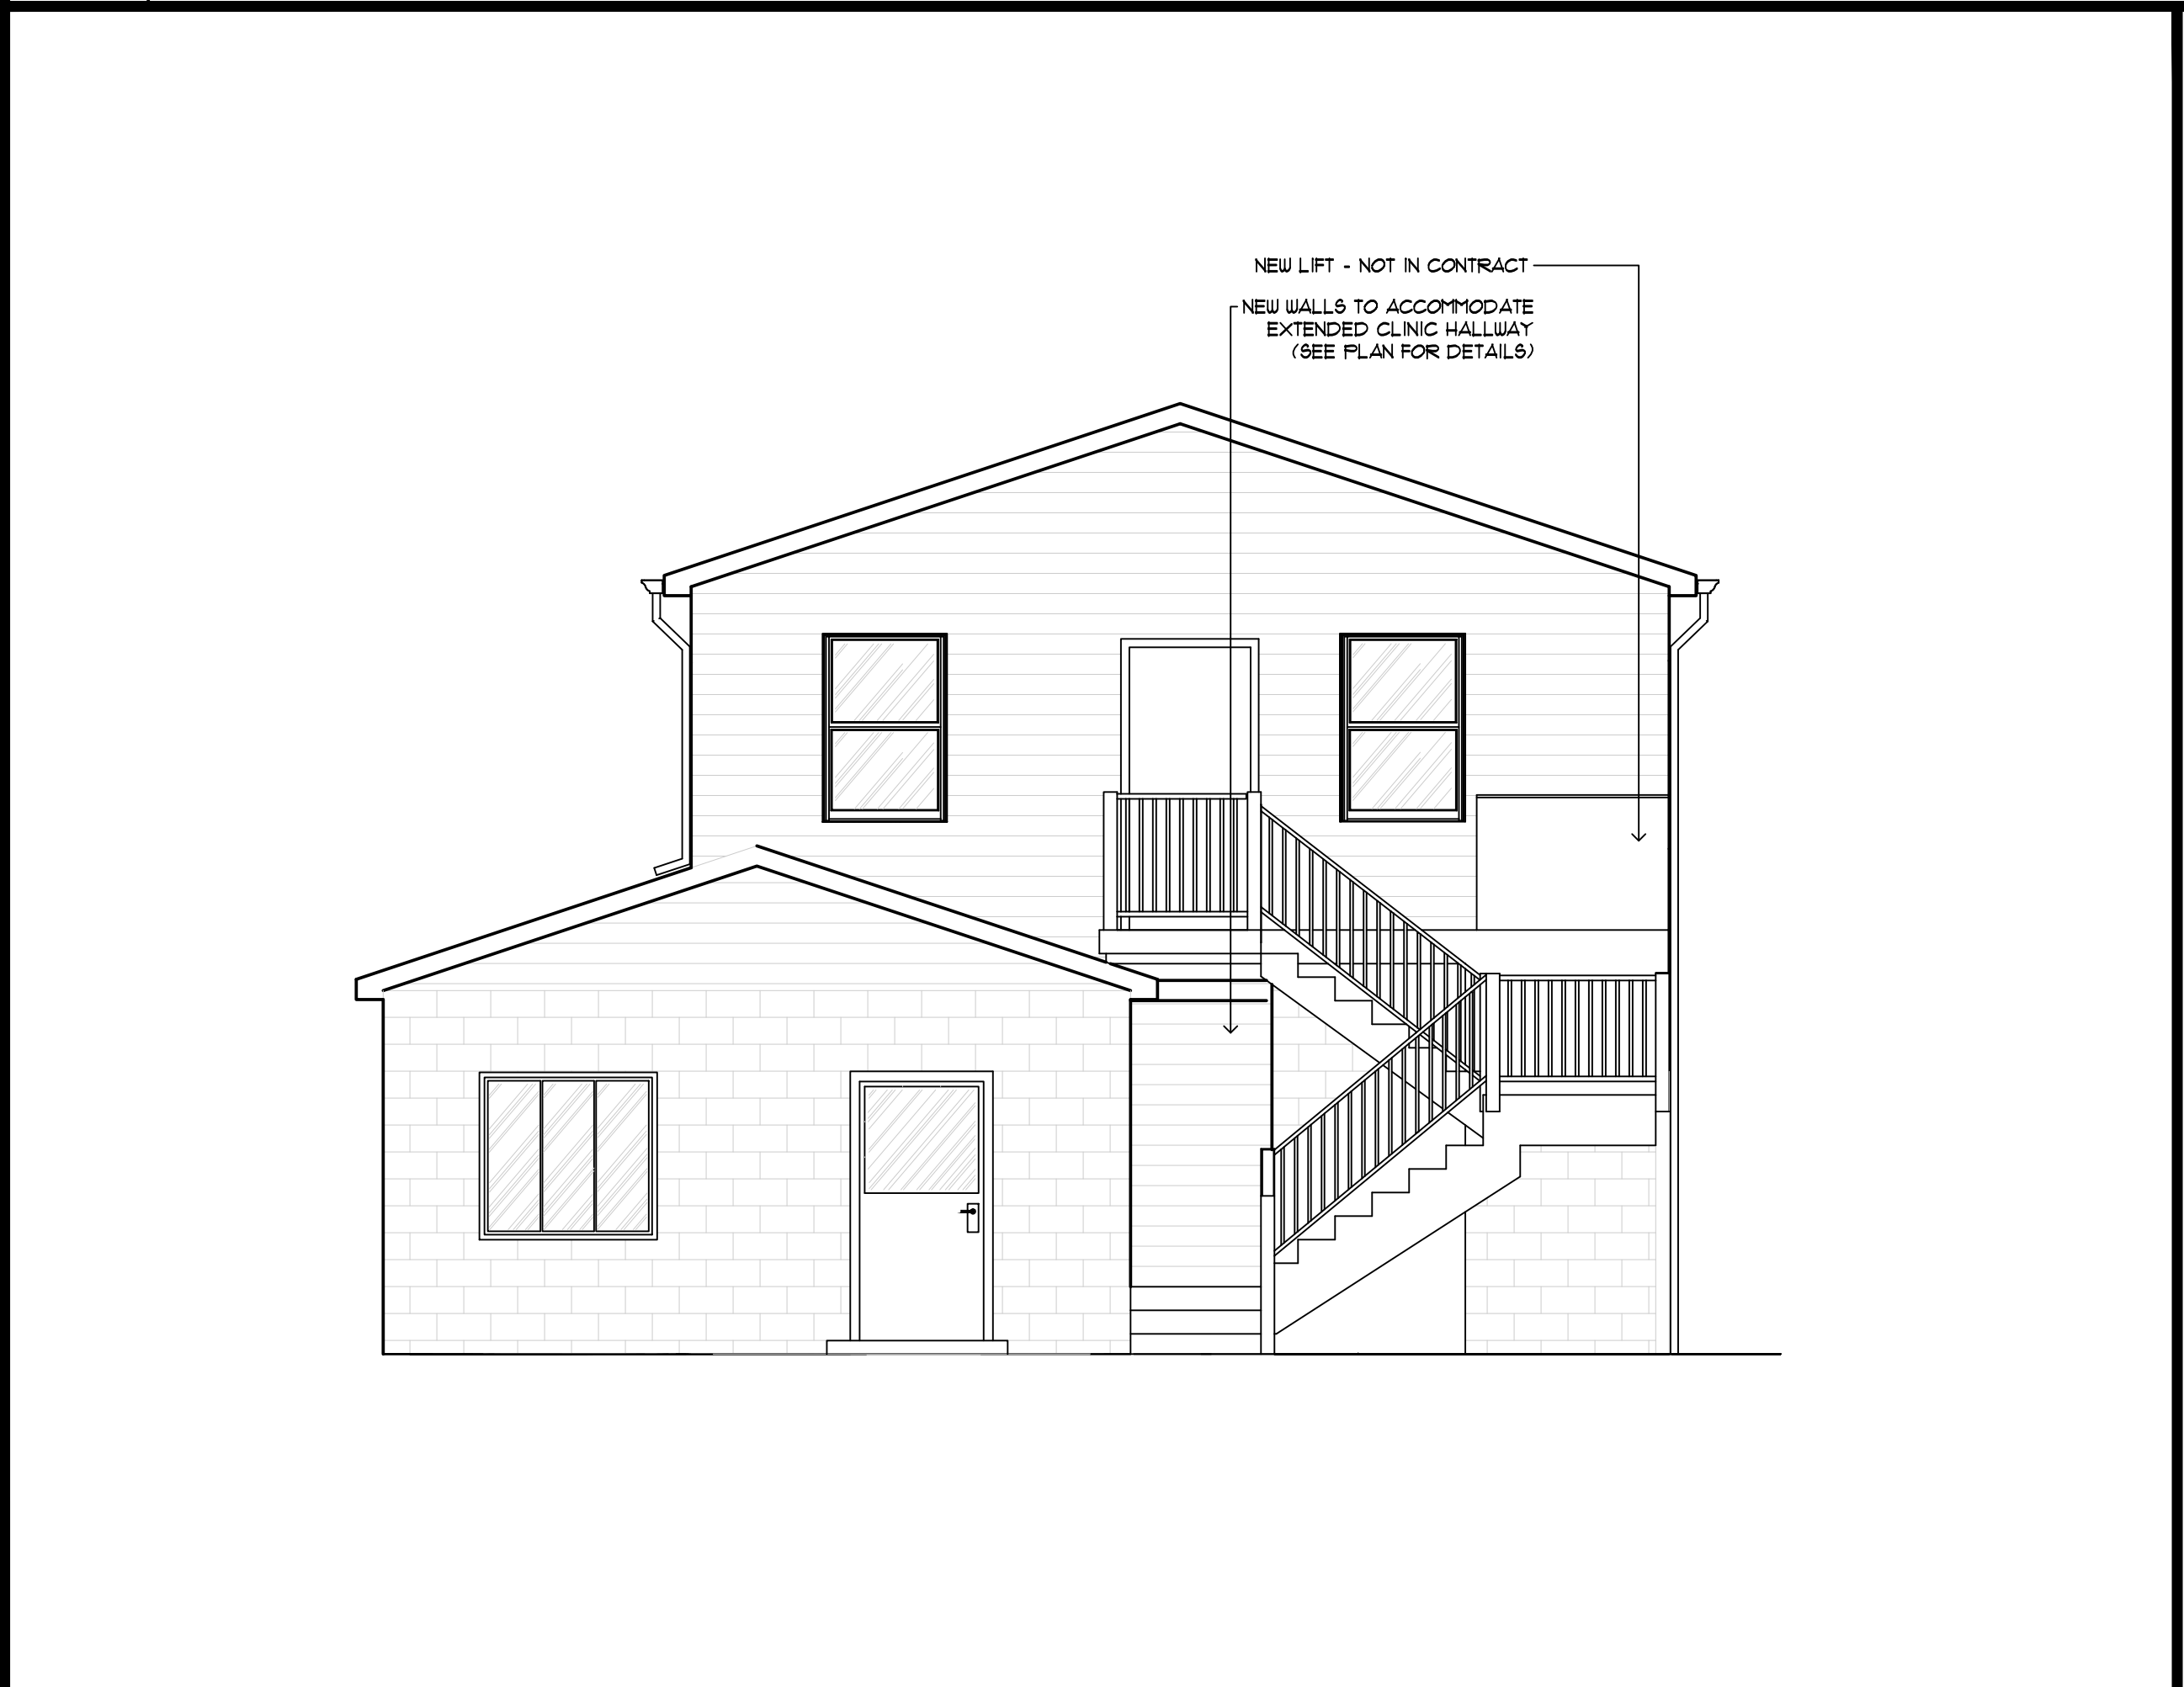 NEW LIFT - NOT IN CONTRACT
NEW WALLS TO ACCOMMODATE
EXTENDED CLINIC HALLWAY
(SEE PLAN FOR DETAILS)